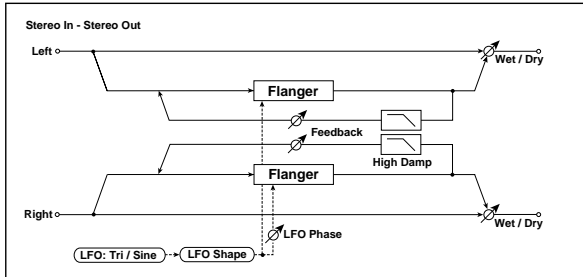 Stereo In - Stereo Out
Left
Wet / Dry
Flanger
Feedback
High Damp
Flanger
Right
LFO Phase
Wet / Dry
LFO: Tri / Sine
LFO Shape